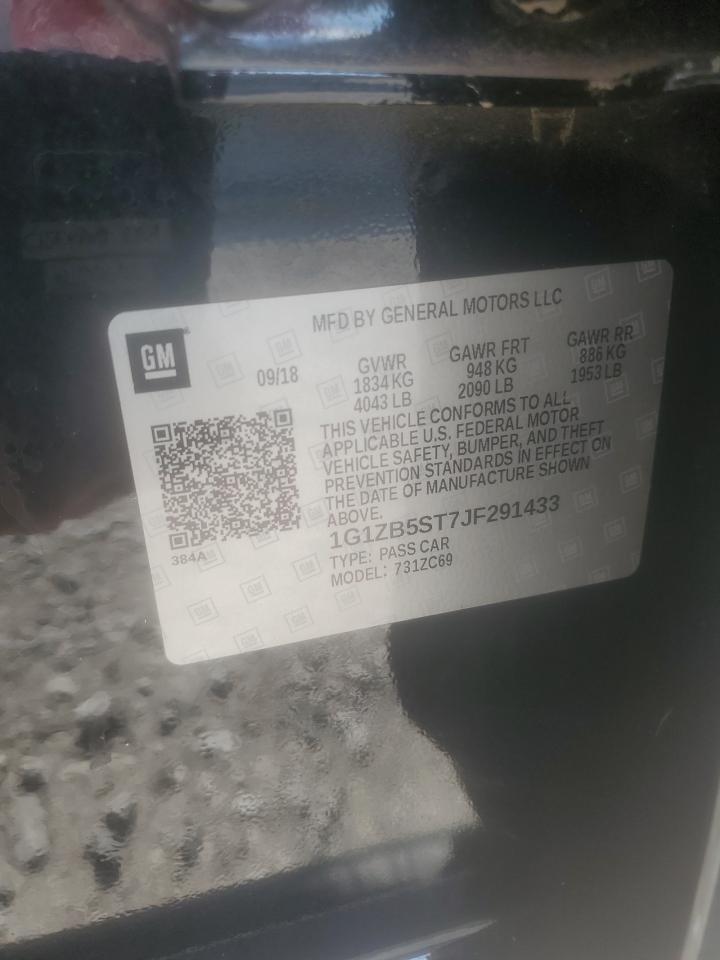 MFD BY GENERAL MOTORS LLC
GM
09/18
GVWR
1834 KG
4043 LB
GAWR FRT
948 KG
2090 LB
GAWR RR
886 KG
1953 LB
THIS VEHICLE CONFORMS TO ALL
APPLICABLE U.S. FEDERAL MOTOR
VEHICLE SAFETY, BUMPER, AND THEFT
PREVENTION STANDARDS IN EFFECT ON
THE DATE OF MANUFACTURE SHOWN
ABOVE.
1G1ZB5ST7JF291433
TYPE: PASS CAR
MODEL: 731ZC69
384A